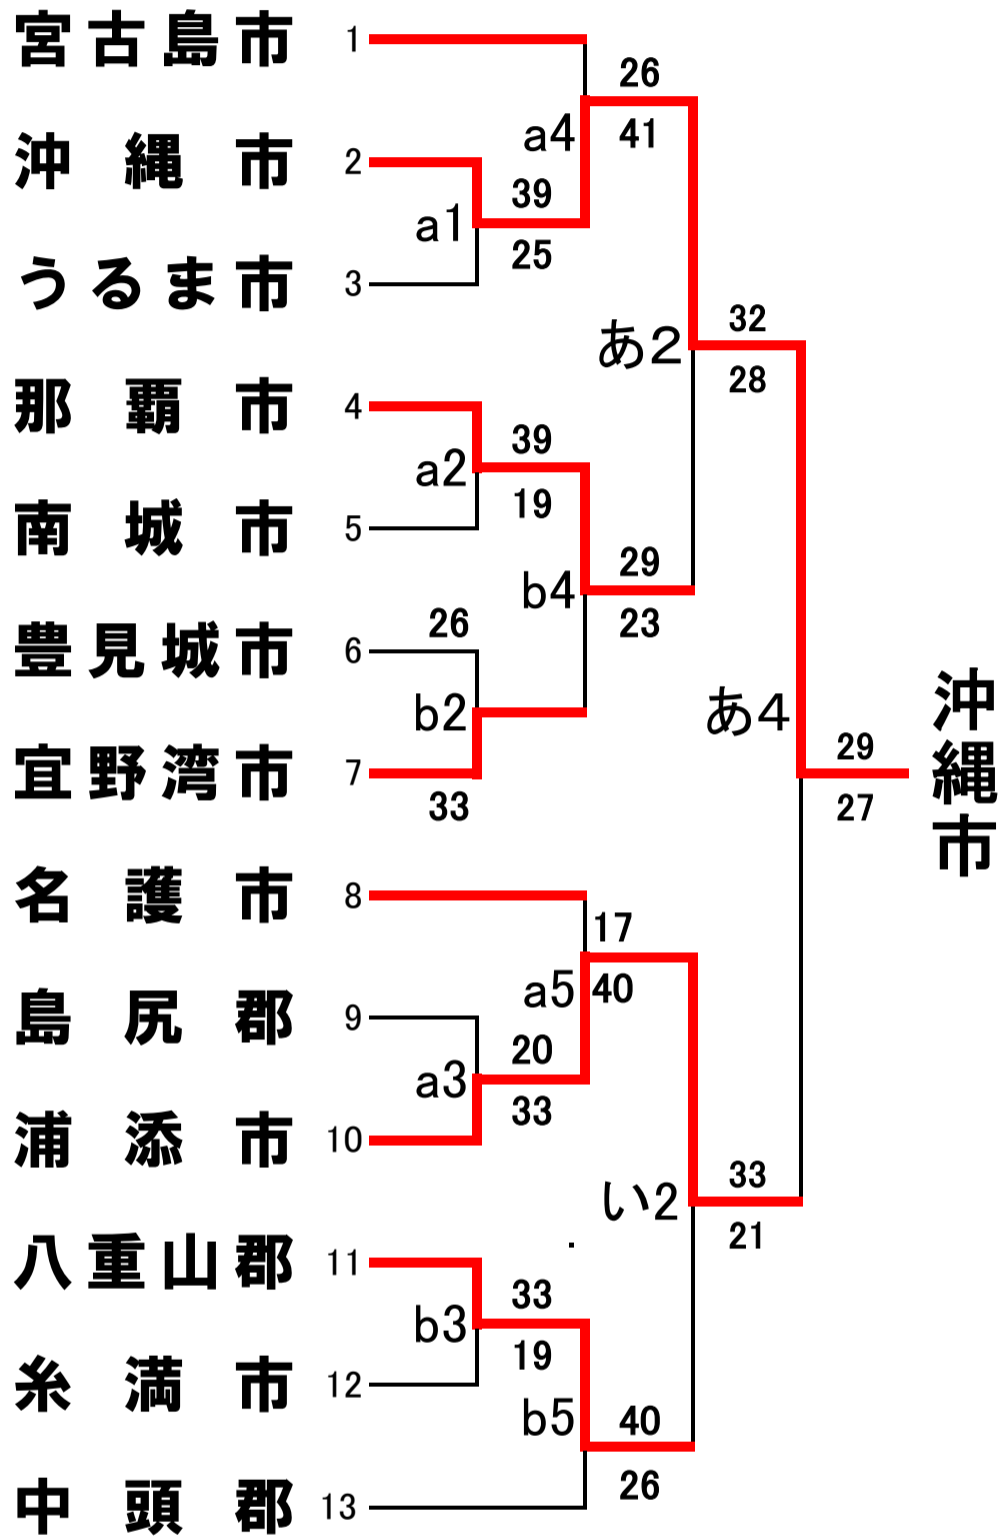 宮古島市 1
26
a4 41
沖縄市 2
39
a1 25
うるま市 3
32
あ2 28
那覇市 4
39
a2 19
南城市 5
29
b4 23
豊見城市 6 26
b2
宜野湾市 7 33
あ4 29
27
沖縄市
名護市 8
17
a5 40
島尻郡 9
20
a3 33
浦添市 10
33
い2 21
八重山郡 11
33
b3 19
糸満市 12
40
b5 26
中頭郡 13